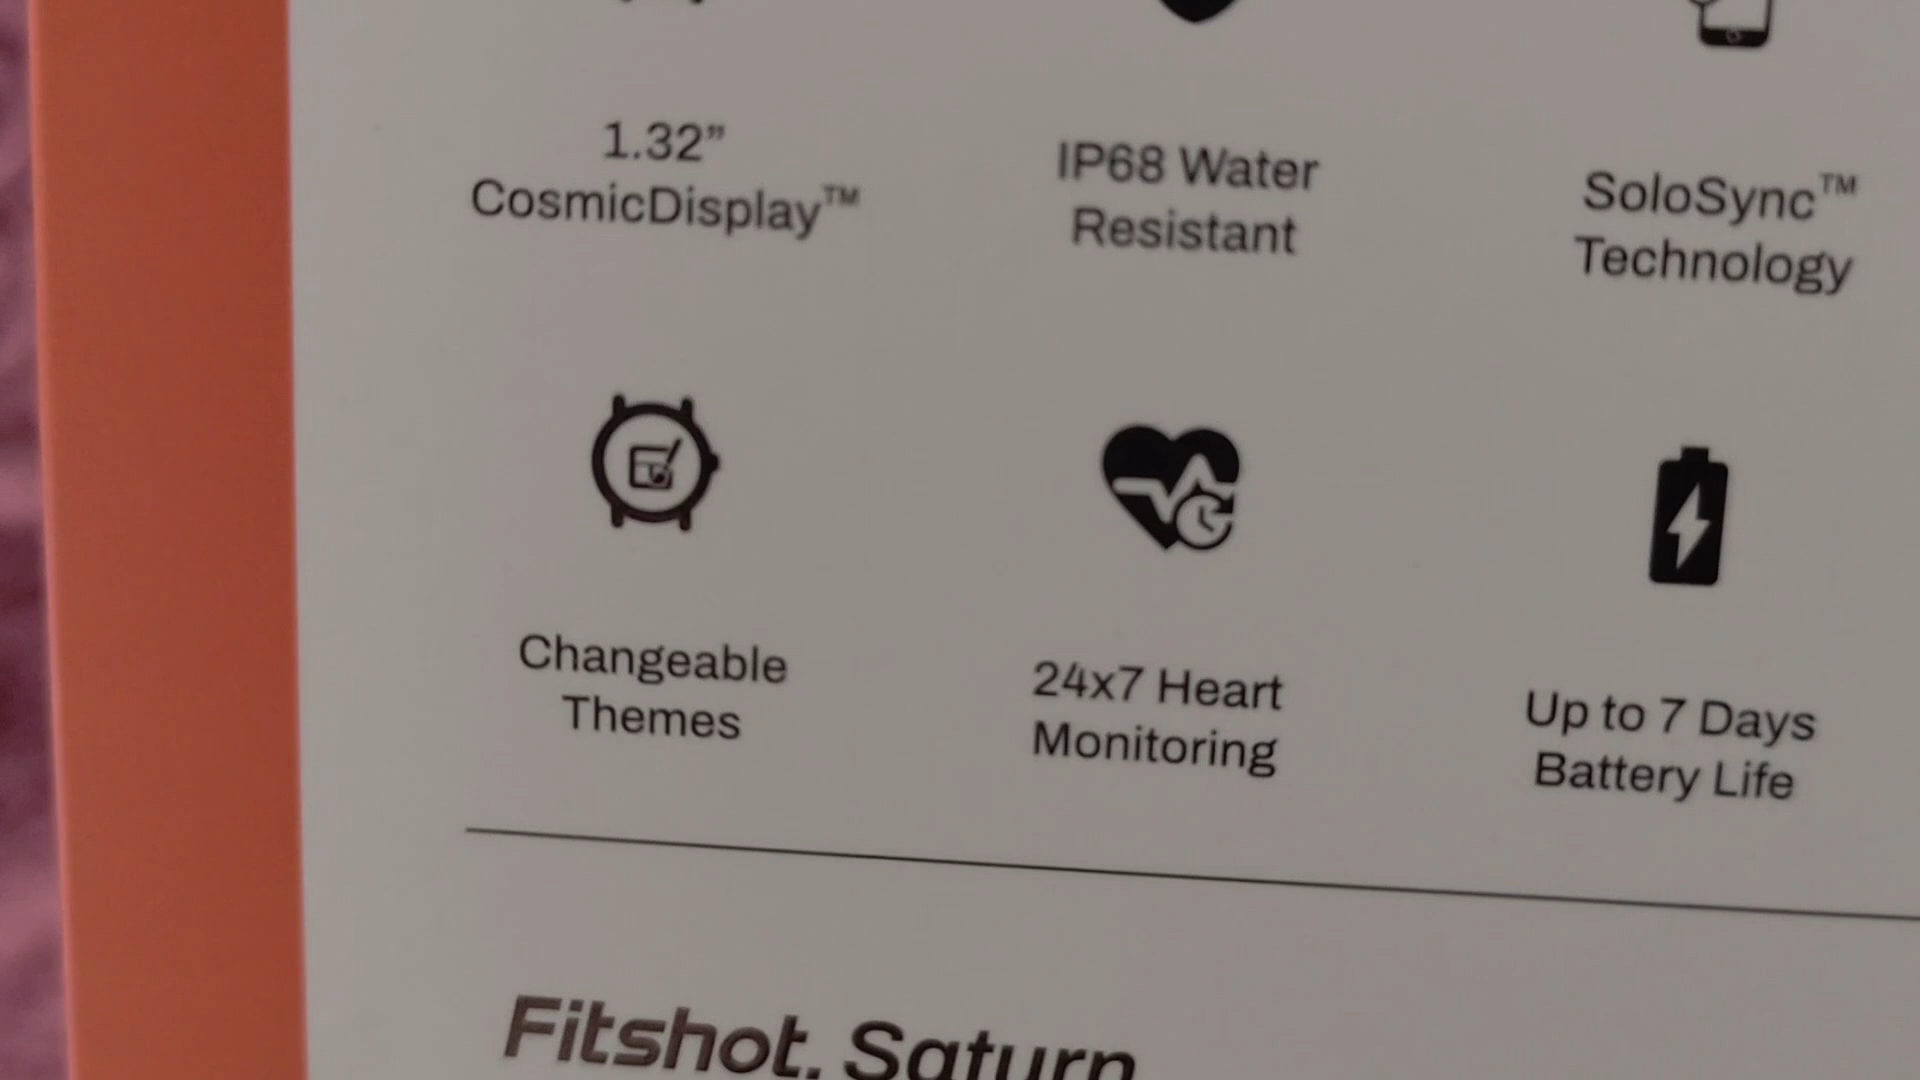 1.32”
CosmicDisplay™
IP68 Water
Resistant
SoloSync™
Technology
Changeable
Themes
24x7 Heart
Monitoring
Up to 7 Days
Battery Life
Fitshot. Saturn